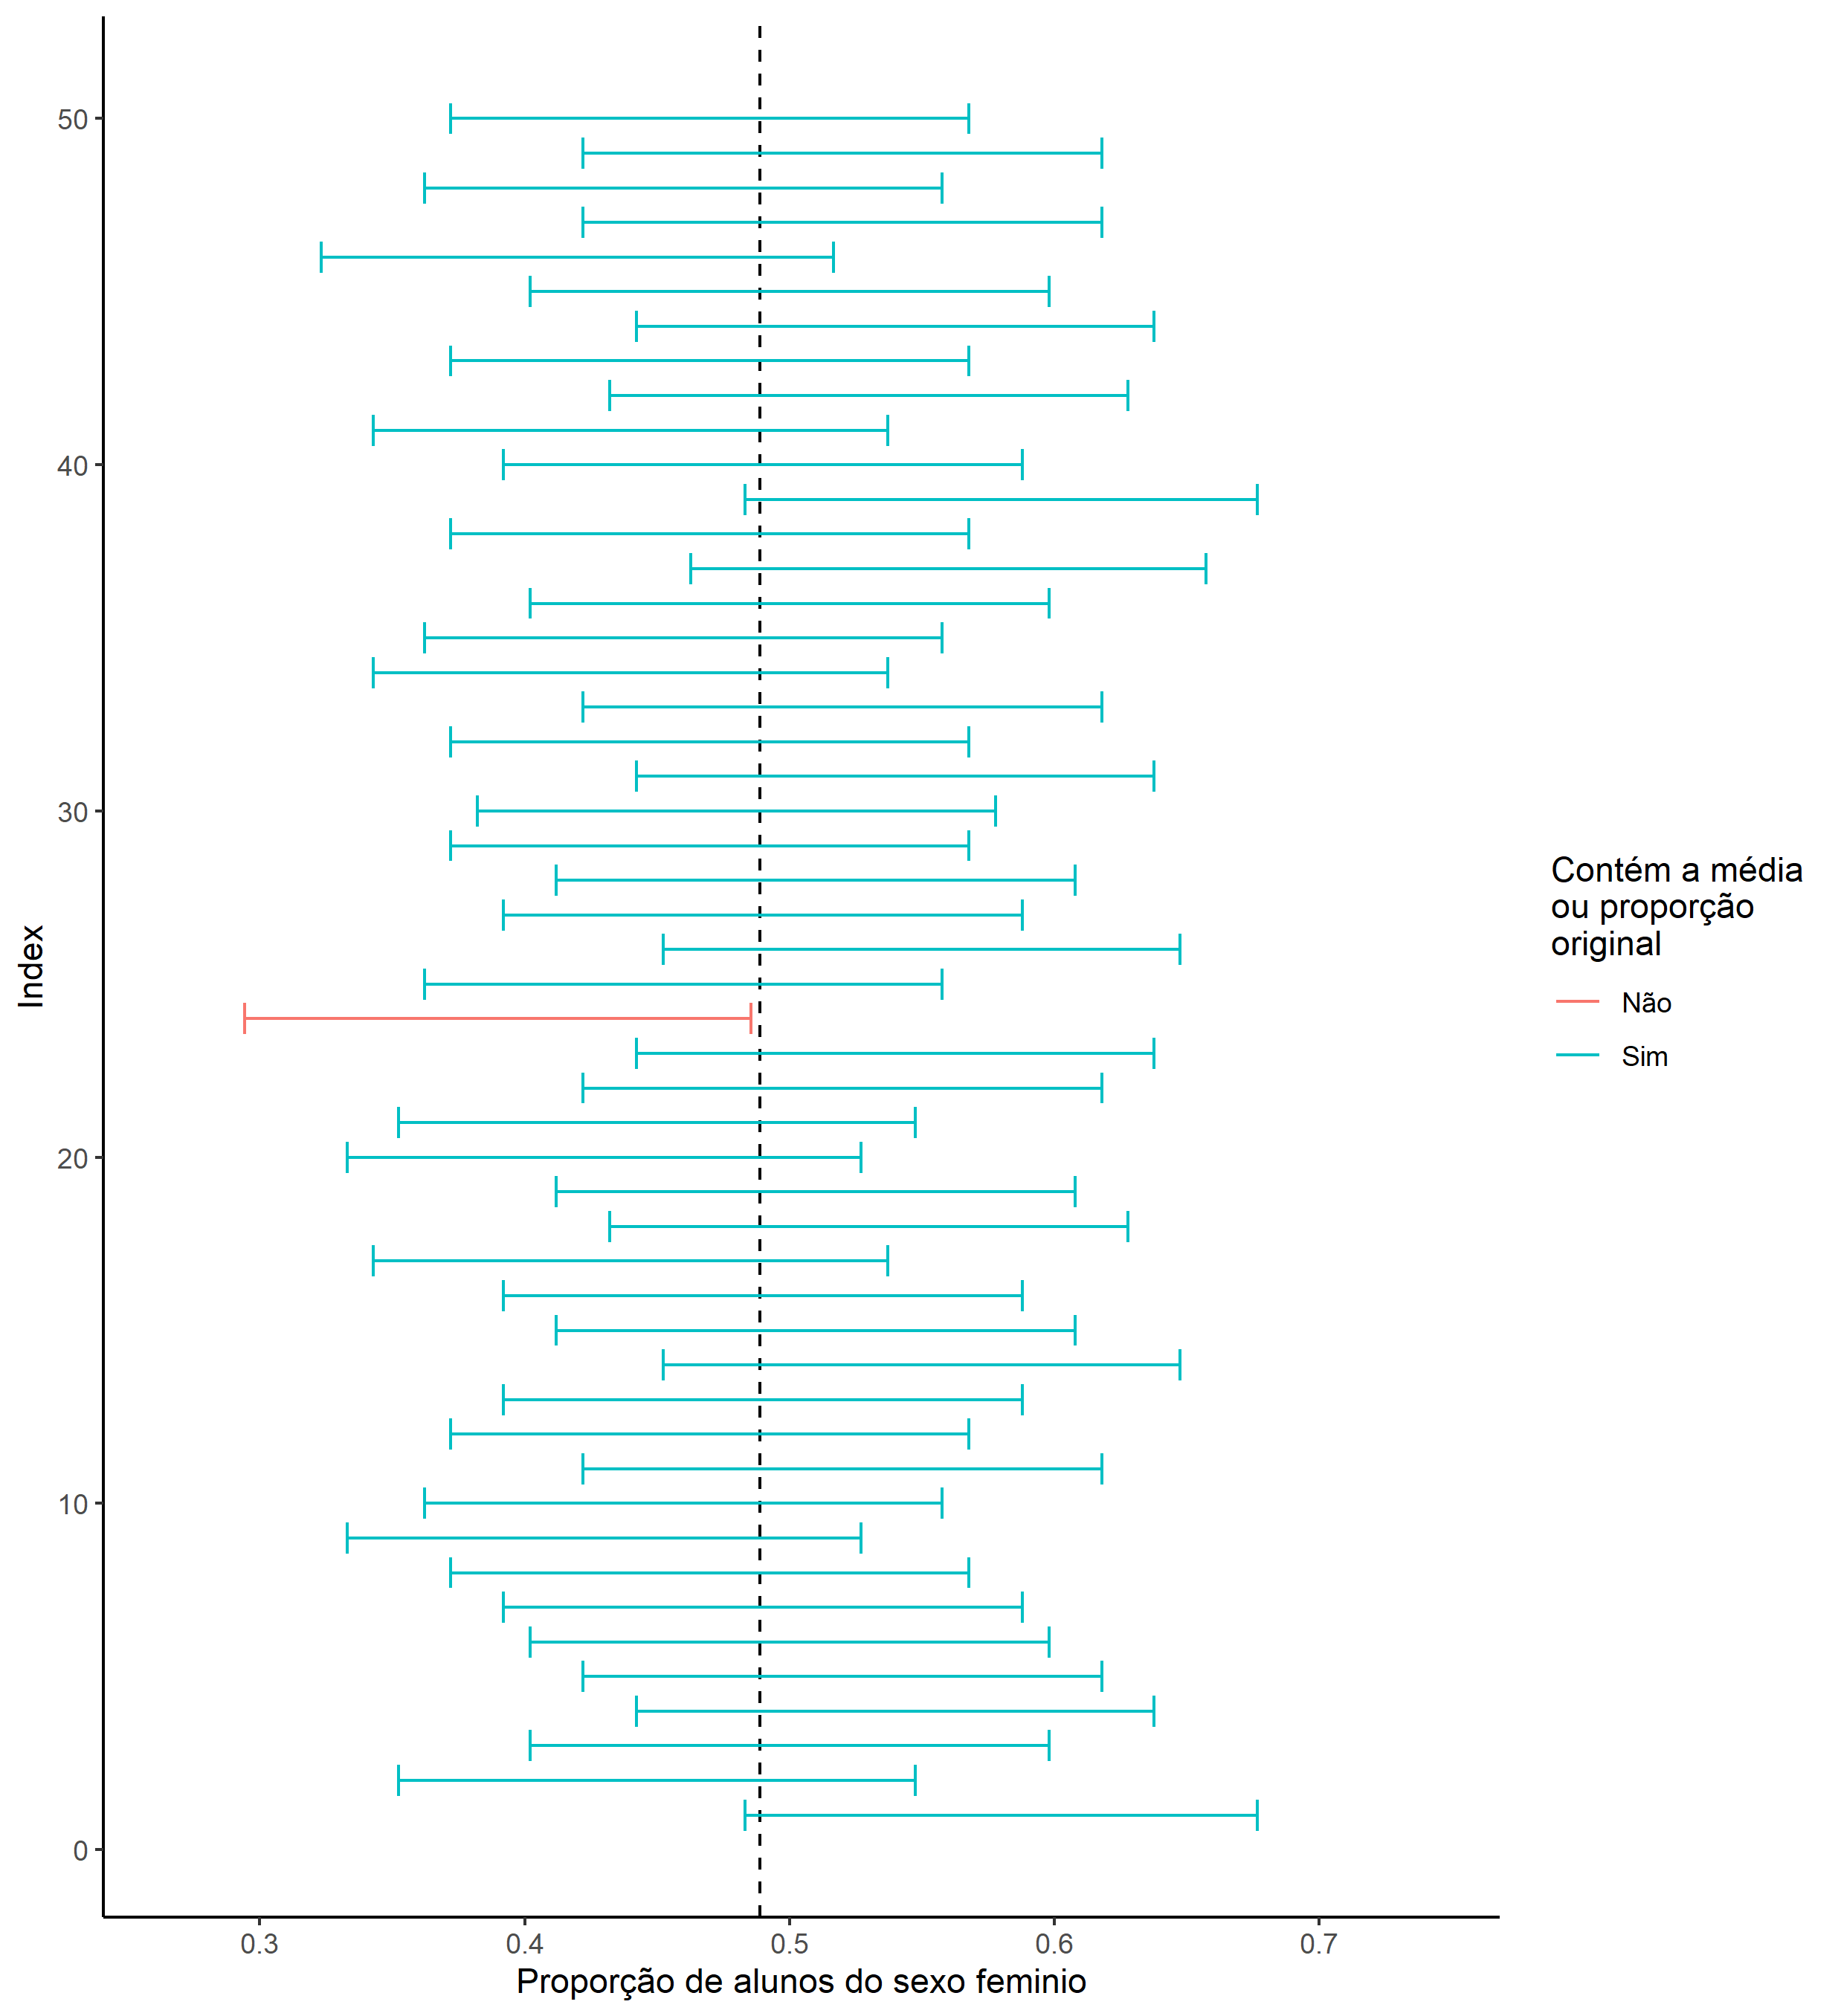 50
40
30
20
10
0
Index
0.3 0.4 0.5 0.6 0.7
Proporção de alunos do sexo feminio
Contém a média
ou proporção
original
Não
Sim